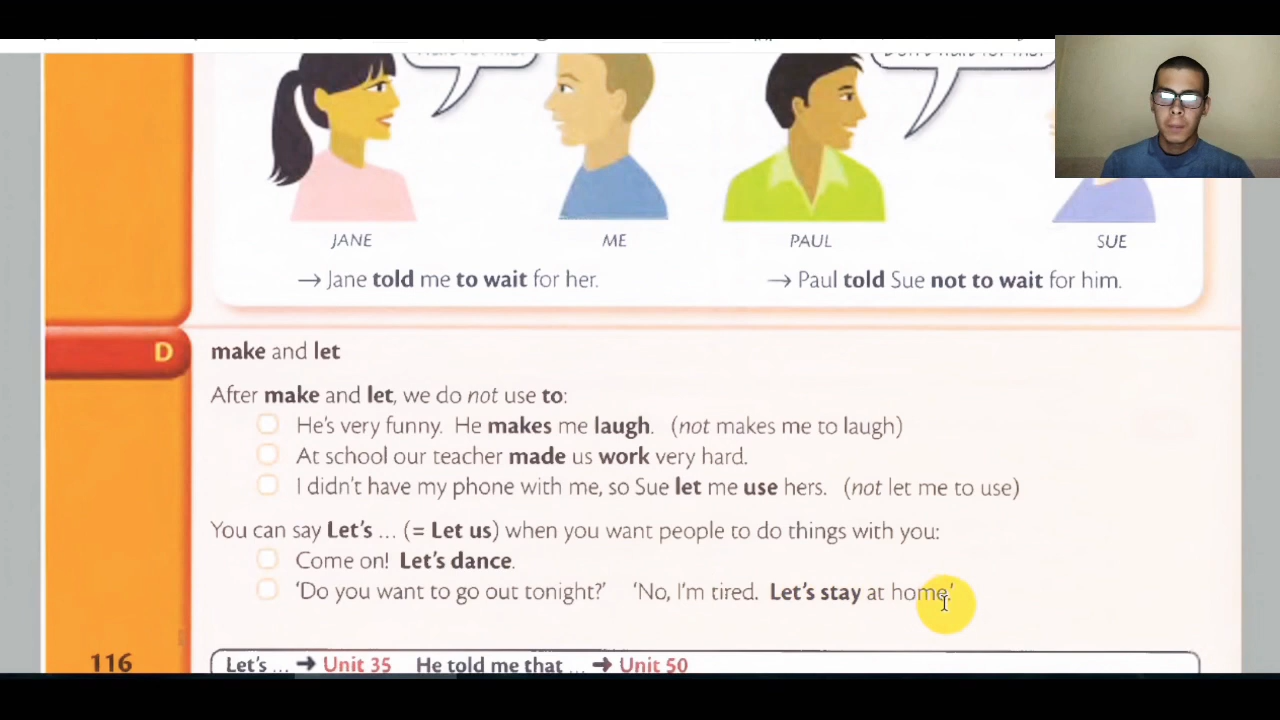 JANE ME PAUL SUE
→ Jane told me to wait for her. → Paul told Sue not to wait for him.
D make and let
After make and let, we do not use to:
He's very funny. He makes me laugh. (not makes me to laugh)
At school our teacher made us work very hard.
I didn't have my phone with me, so Sue let me use hers. (not let me to use)
You can say Let's … (= Let us) when you want people to do things with you:
Come on! Let's dance.
'Do you want to go out tonight?' 'No, I'm tired. Let's stay at home.'
116
Let's … ➜ Unit 35 He told me that … ➜ Unit 50